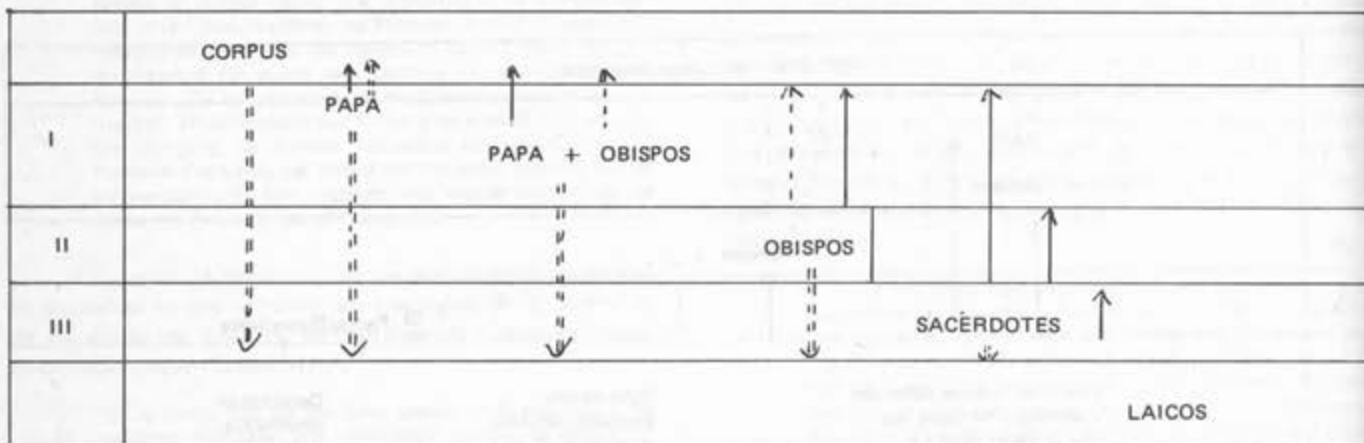 CORPUS
PAPA
I
PAPA + OBISPOS
II
OBISPOS
III
SACERDOTES
LAICOS